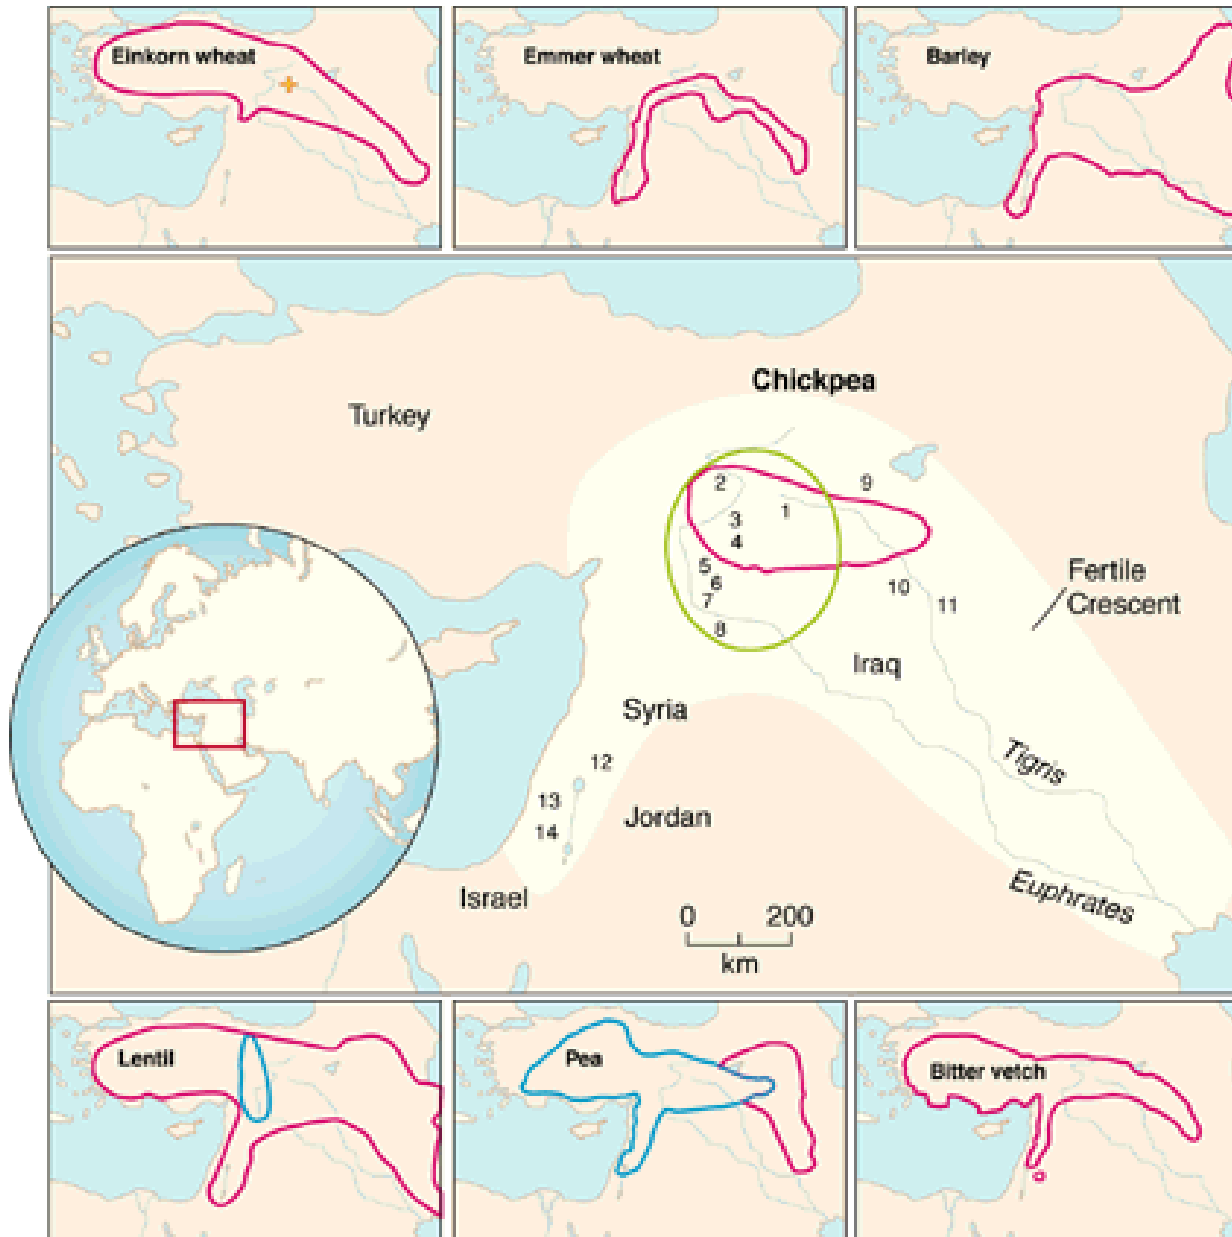 Einkorn wheat
Emmer wheat
Barley
Chickpea
Turkey
2
9
1
3
4
5
6
7
10
11
8
Fertile
Crescent
Iraq
Syria
Tigris
12
13
14
Jordan
Euphrates
Israel
0 200
km
Lentil
Pea
Bitter vetch